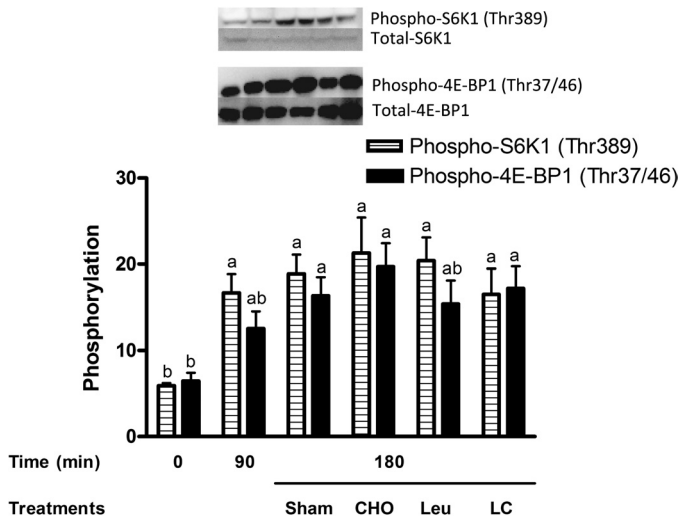 Phospho-S6K1 (Thr389)
Total-S6K1
Phospho-4E-BP1 (Thr37/46)
Total-4E-BP1
Phospho-S6K1 (Thr389)
Phospho-4E-BP1 (Thr37/46)
Phosphorylation
30
20
10
0
b b a ab a a a a a ab a a
Time (min) 0 90 180
Treatments Sham CHO Leu LC